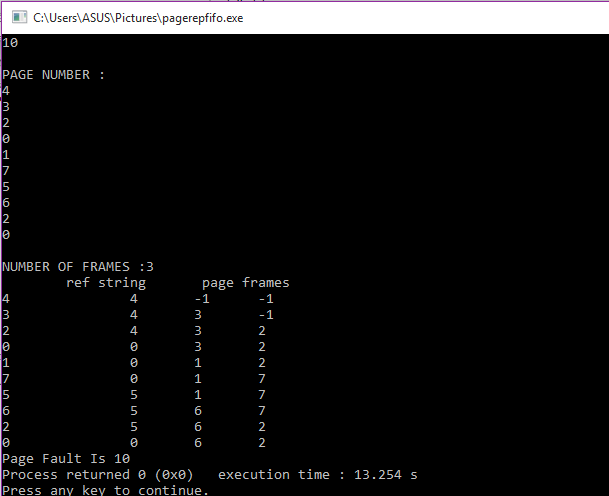 C:\Users\ASUS\Pictures\pagerepfifo.exe
10
PAGE NUMBER :
4
3
2
0
1
7
5
6
2
0
NUMBER OF FRAMES :3
ref string page frames
4 4 -1 -1
3 4 3 -1
2 4 3 2
0 0 3 2
1 0 1 2
7 0 1 7
5 5 1 7
6 5 6 7
2 5 6 2
0 0 6 2
Page Fault Is 10
Process returned 0 (0x0) execution time : 13.254 s
Press any key to continue.